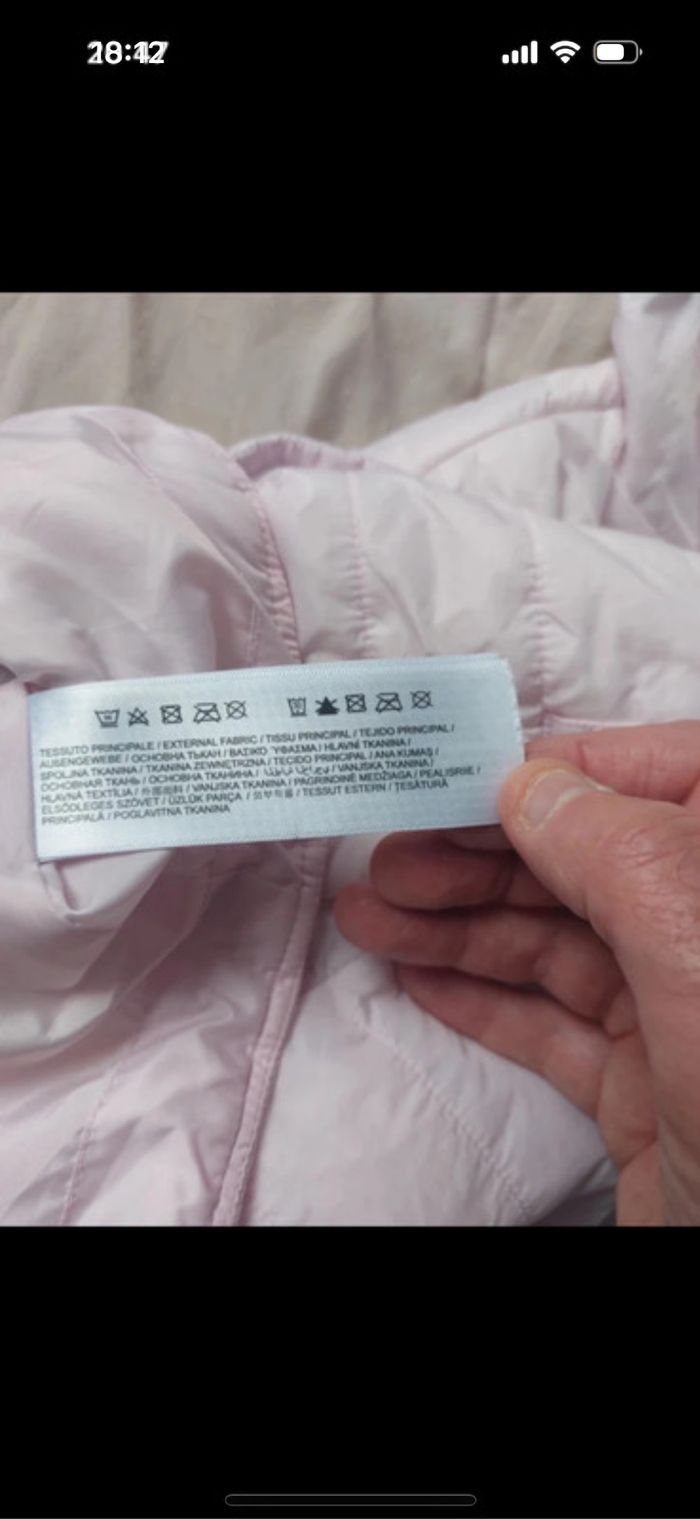 TESSUTO PRINCIPALE / EXTERNAL FABRIC / TISSU PRINCIPAL / TEJIDO PRINCIPAL /
AUßENGEWEBE / ОСНОВНА ТЪКАН / ΒΑΣΙΚΟ ΎΦΑΣΜΑ / HLAVNÍ TKANINA /
SPOLJNA TKANINA / TKANINA ZEWNĘTRZNA / TECIDO PRINCIPAL / ANA KUMAŞ /
ОСНОВНАЯ ТКАНЬ / ОСНОВНА ТКАНИНА / / VANJSKA TKANINA /
HLAVNÁ TEXTÍLIA / / VANJSKA TKANINA / PAGRINDINĖ MEDŽIAGA / PEALISRIIE /
ELSŐDLEGES SZÖVET / ÜZLÜK PARÇA / / TESSUT ESTERN / ȚESĂTURĂ
PRINCIPALĂ / POGLAVITNA TKANINA